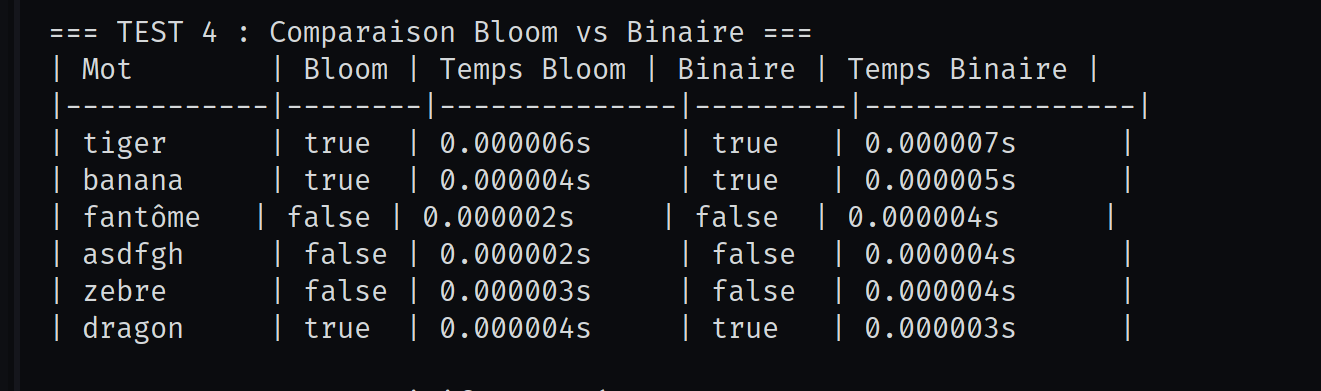 === TEST 4 : Comparaison Bloom vs Binaire ===
| Mot        | Bloom | Temps Bloom | Binaire | Temps Binaire |
|------------|--------|--------------|---------|----------------|
| tiger      | true  | 0.000006s     | true   | 0.000007s      |
| banana     | true  | 0.000004s     | true   | 0.000005s      |
| fantôme   | false | 0.000002s     | false  | 0.000004s      |
| asdfgh     | false | 0.000002s     | false  | 0.000004s      |
| zebre      | false | 0.000003s     | false  | 0.000004s      |
| dragon     | true  | 0.000004s     | true   | 0.000003s      |